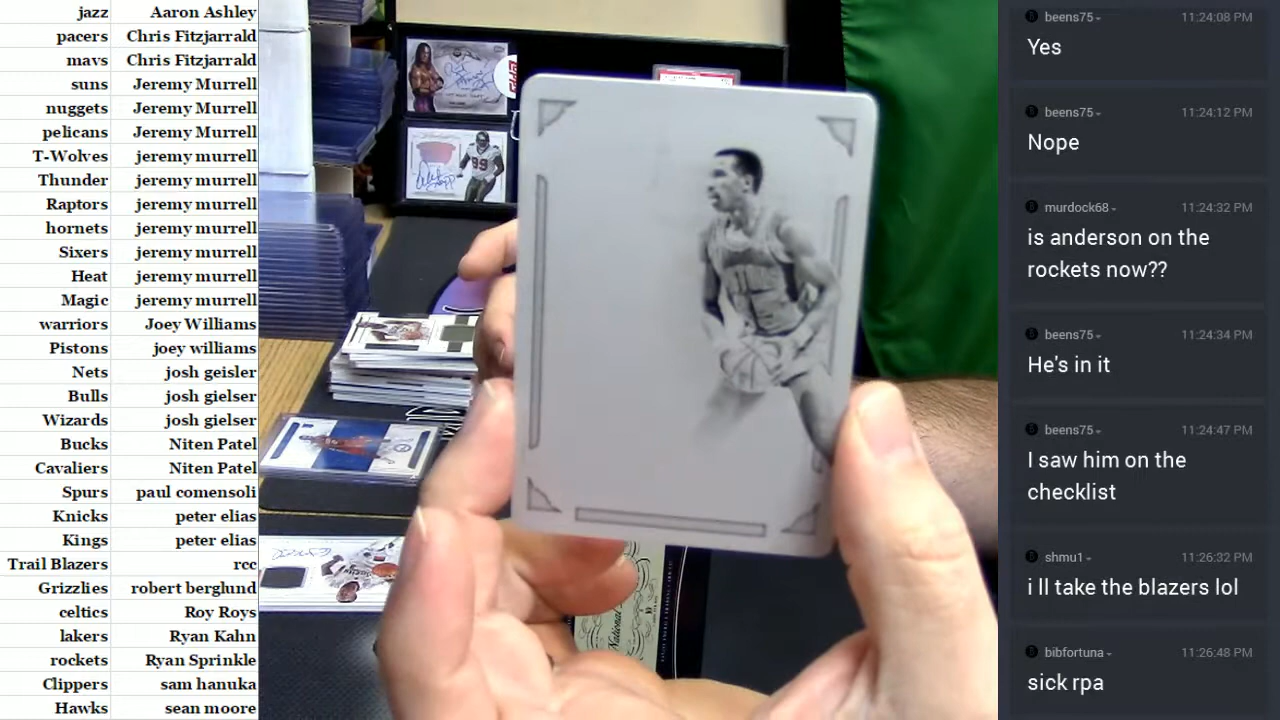 jazz Aaron Ashley
pacers Chris Fitzjarrald
mavs Chris Fitzjarrald
suns Jeremy Murrell
nuggets Jeremy Murrell
pelicans Jeremy Murrell
T-Wolves jeremy murrell
Thunder jeremy murrell
Raptors jeremy murrell
hornets jeremy murrell
Sixers jeremy murrell
Heat jeremy murrell
Magic jeremy murrell
warriors Joey Williams
Pistons joey williams
Nets josh geisler
Bulls josh gielser
Wizards josh gielser
Bucks Niten Patel
Cavaliers Niten Patel
Spurs paul comensoli
Knicks peter elias
Kings peter elias
Trail Blazers rcc
Grizzlies robert berglund
celtics Roy Roys
lakers Ryan Kahn
rockets Ryan Sprinkle
Clippers sam hanuka
Hawks sean moore
99
National
beens75 11:24:08 PM
Yes
beens75 11:24:12 PM
Nope
murdock68 11:24:32 PM
is anderson on the
rockets now??
beens75 11:24:34 PM
He's in it
beens75 11:24:47 PM
I saw him on the
checklist
shmu1 11:26:32 PM
i ll take the blazers lol
bibfortuna 11:26:48 PM
sick rpa